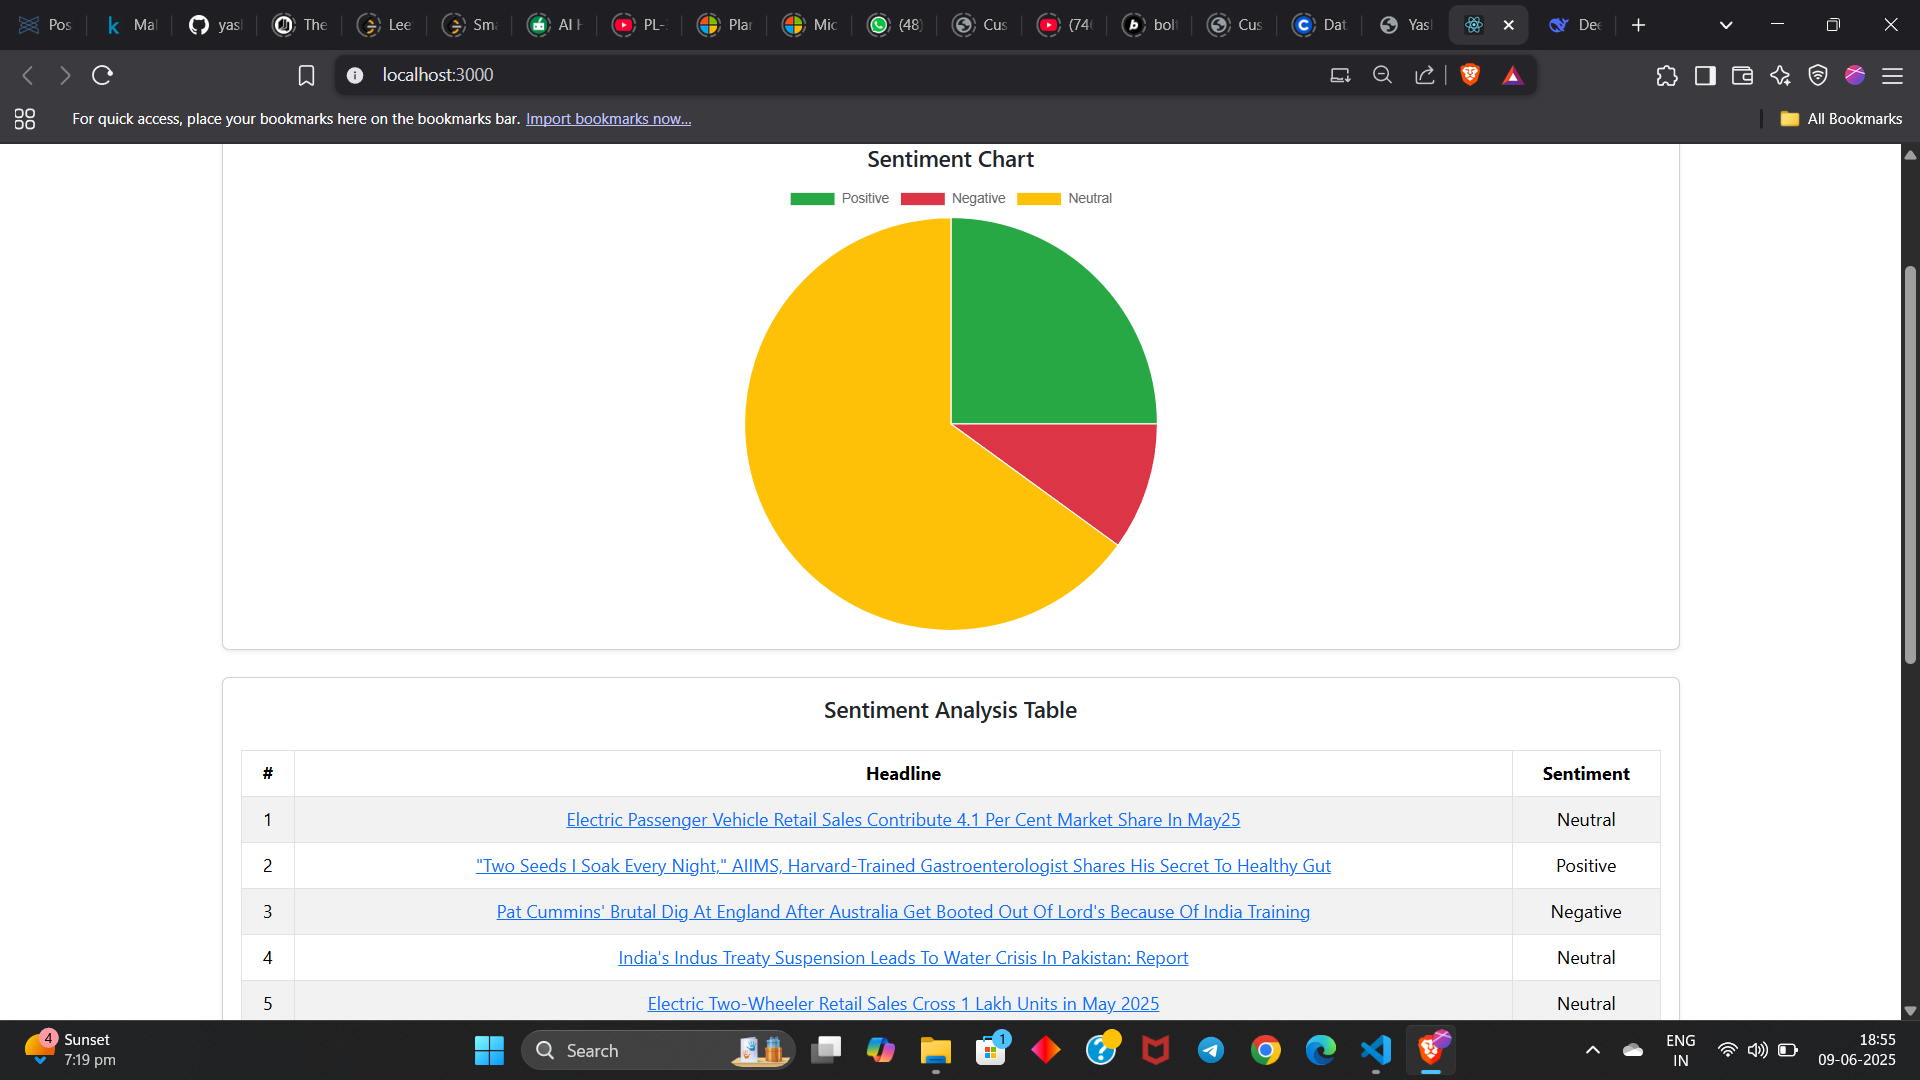 Pos
Mal
yasl
The
Lee
Sma
AI H
PL-
Plar
Mic
(48)
Cus
(74
bolt
Cus
Dat
Yasl
Dee
localhost:3000
For quick access, place your bookmarks here on the bookmarks bar. Import bookmarks now...
All Bookmarks
Sentiment Chart
Positive Negative Neutral
Sentiment Analysis Table
# Headline Sentiment
1 Electric Passenger Vehicle Retail Sales Contribute 4.1 Per Cent Market Share In May25 Neutral
2 "Two Seeds I Soak Every Night," AIIMS, Harvard-Trained Gastroenterologist Shares His Secret To Healthy Gut Positive
3 Pat Cummins' Brutal Dig At England After Australia Get Booted Out Of Lord's Because Of India Training Negative
4 India's Indus Treaty Suspension Leads To Water Crisis In Pakistan: Report Neutral
5 Electric Two-Wheeler Retail Sales Cross 1 Lakh Units in May 2025 Neutral
4
Sunset
7:19 pm
Search
1
ENG
IN
18:55
09-06-2025